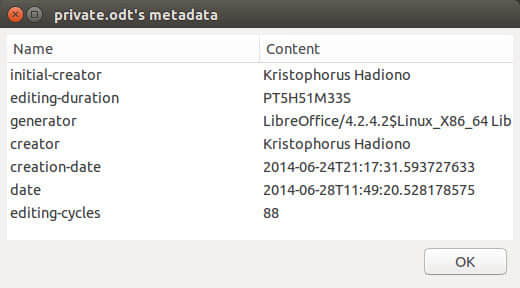 private.odt's metadata
Name Content
initial-creator Kristophorus Hadiono
editing-duration PT5H51M33S
generator LibreOffice/4.2.4.2$Linux_X86_64 Lib
creator Kristophorus Hadiono
creation-date 2014-06-24T21:17:31.593727633
date 2014-06-28T11:49:20.528178575
editing-cycles 88
OK